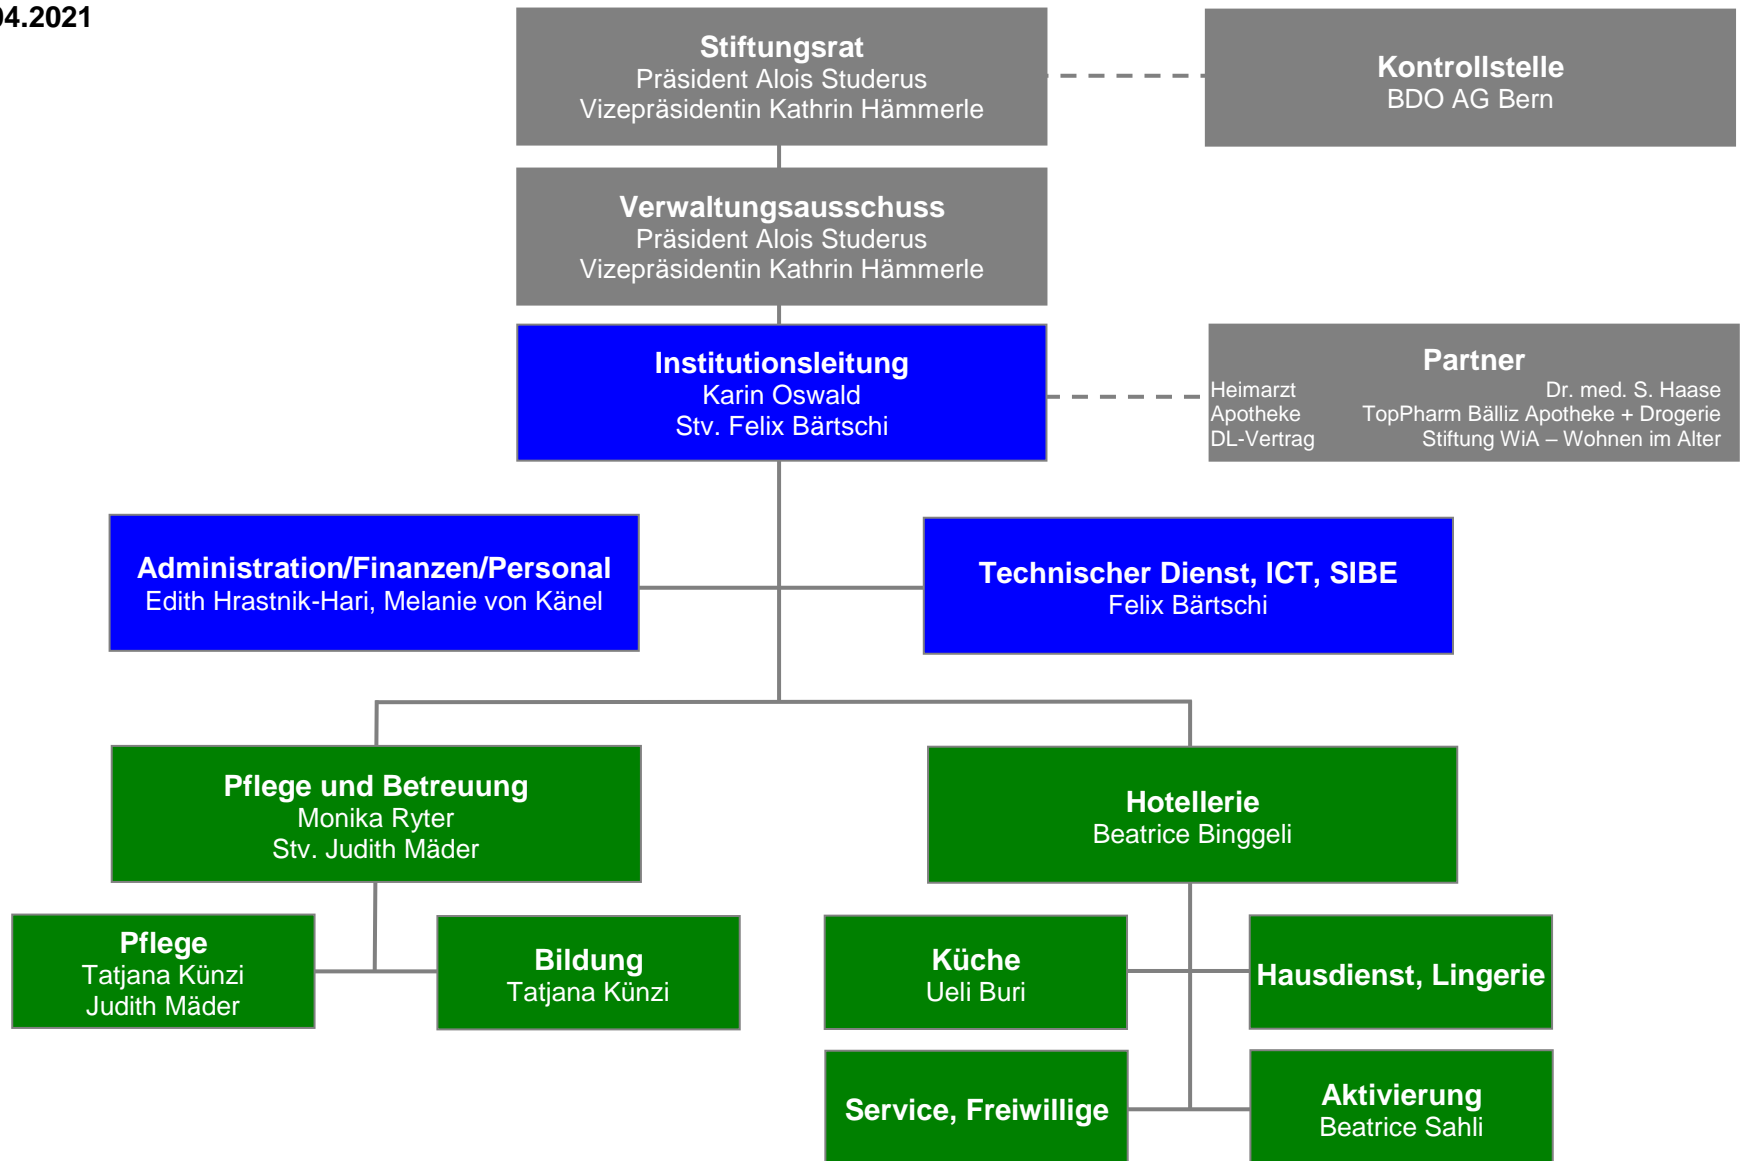 04.2021
Stiftungsrat
Präsident Alois Studerus
Vizepräsidentin Kathrin Hämmerle
Kontrollstelle
BDO AG Bern
Verwaltungsausschuss
Präsident Alois Studerus
Vizepräsidentin Kathrin Hämmerle
Institutionsleitung
Karin Oswald
Stv. Felix Bärtschi
Partner
Heimarzt Dr. med. S. Haase
Apotheke TopPharm Bälliz Apotheke + Drogerie
DL-Vertrag Stiftung WiA – Wohnen im Alter
Administration/Finanzen/Personal
Edith Hrastnik-Hari, Melanie von Känel
Technischer Dienst, ICT, SIBE
Felix Bärtschi
Pflege und Betreuung
Monika Ryter
Stv. Judith Mäder
Hotellerie
Beatrice Binggeli
Pflege
Tatjana Künzi
Judith Mäder
Bildung
Tatjana Künzi
Küche
Ueli Buri
Hausdienst, Lingerie
Service, Freiwillige
Aktivierung
Beatrice Sahli